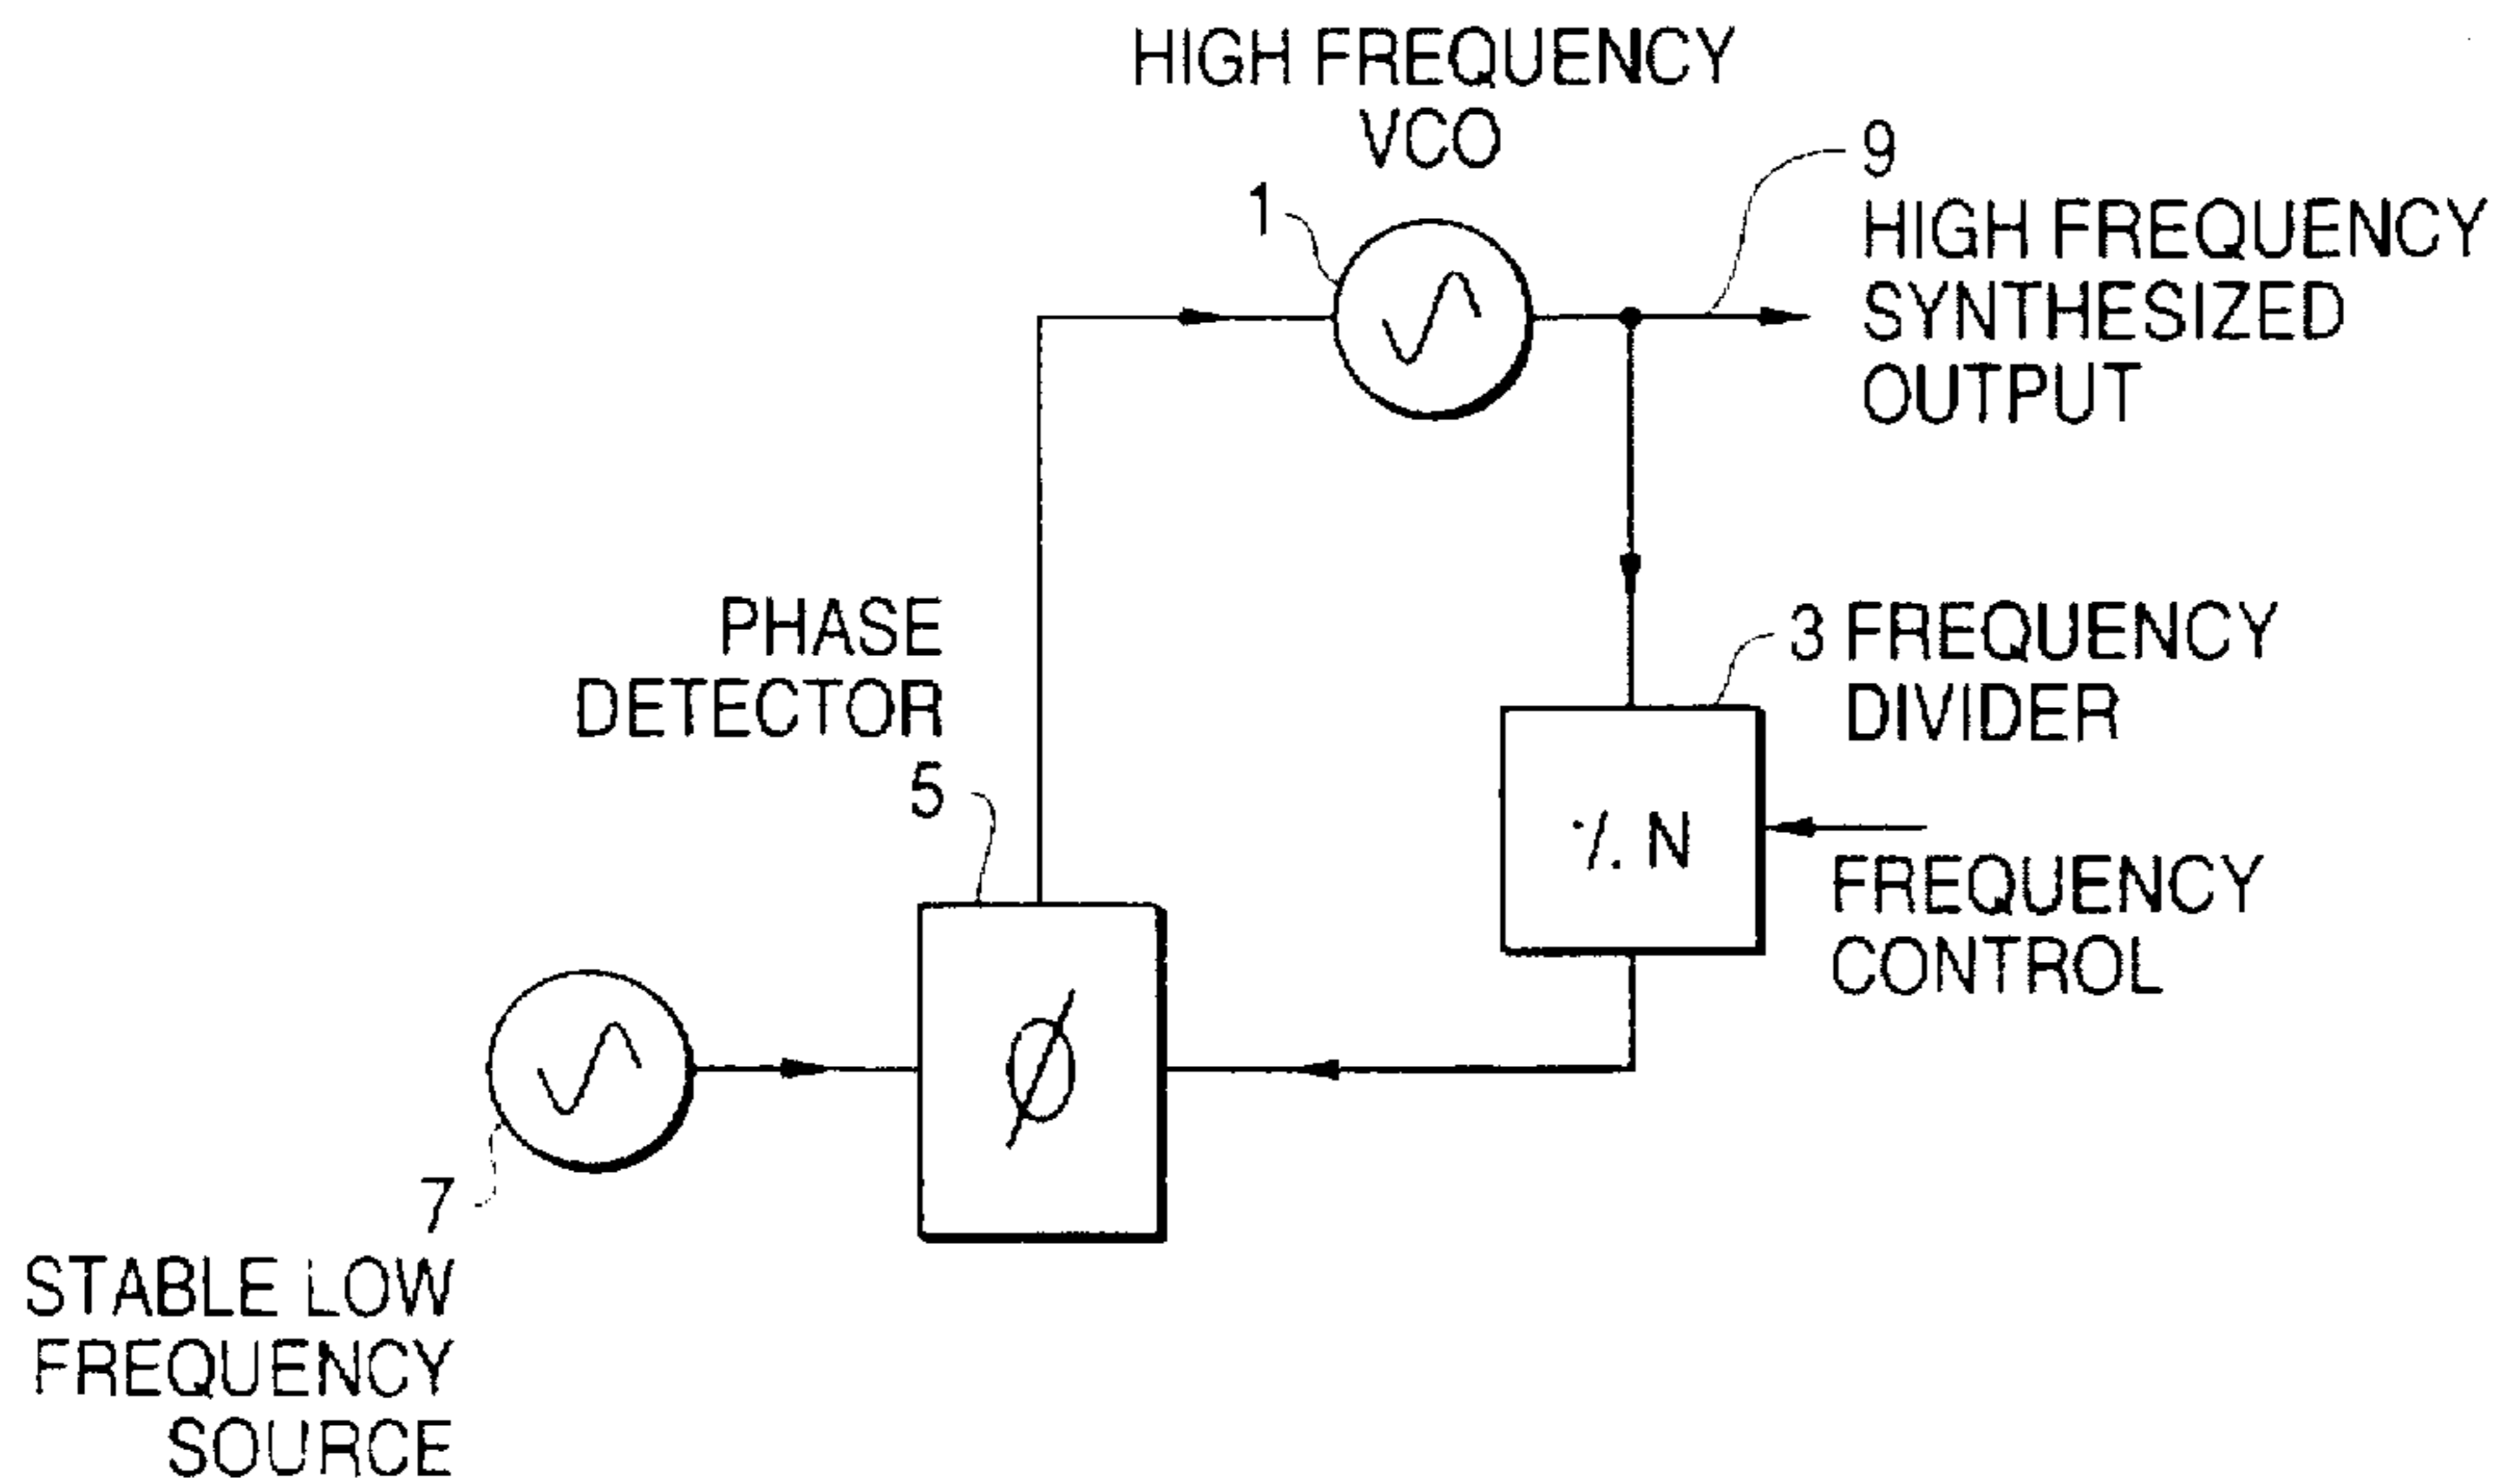 HIGH FREQUENCY
VCO
1
9
HIGH FREQUENCY
SYNTHESIZED
OUTPUT
PHASE
DETECTOR
5
3 FREQUENCY
DIVIDER
⁒ N
FREQUENCY
CONTROL
Ø
7
STABLE LOW
FREQUENCY
SOURCE